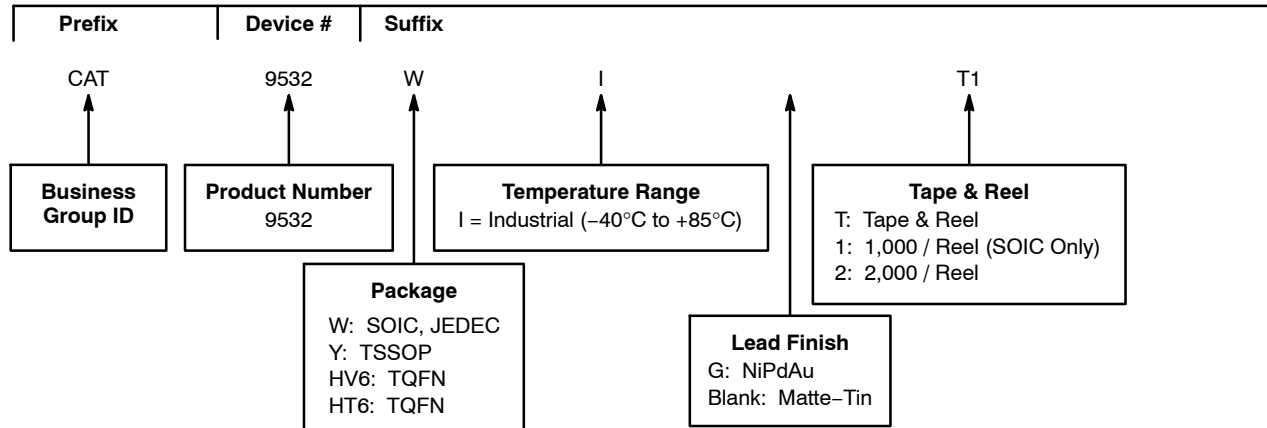 Prefix Device # Suffix
CAT 9532 W I T1
Business
Group ID
Product Number
9532
Temperature Range
I = Industrial (−40°C to +85°C)
Tape & Reel
T: Tape & Reel
1: 1,000 / Reel (SOIC Only)
2: 2,000 / Reel
Package
W: SOIC, JEDEC
Y: TSSOP
HV6: TQFN
HT6: TQFN
Lead Finish
G: NiPdAu
Blank: Matte−Tin